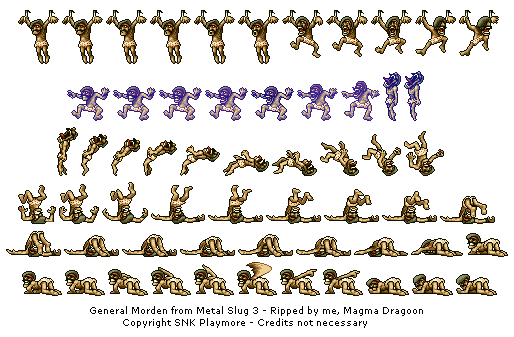 General Morden from Metal Slug 3 - Ripped by me, Magma Dragoon
Copyright SNK Playmore - Credits not necessary